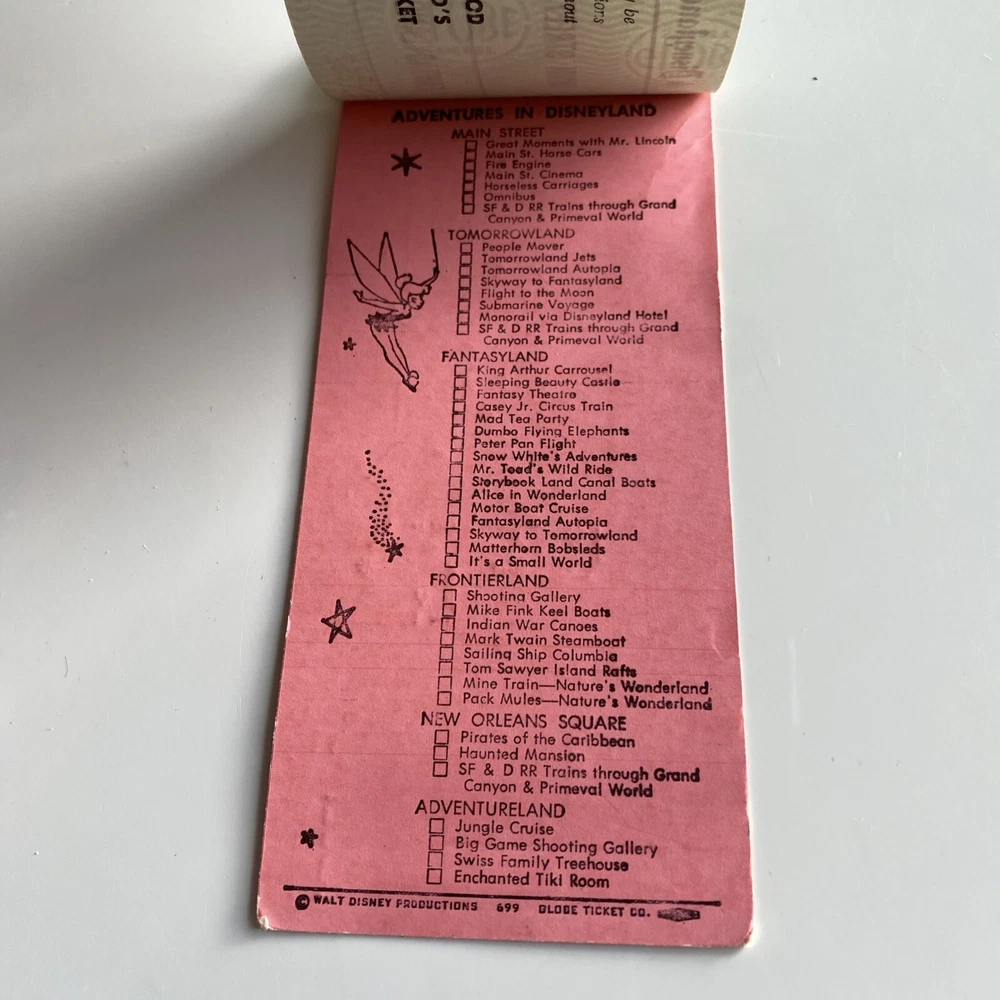 u be
iors
out
CD
O'S
KET
ADVENTURES IN DISNEYLAND
MAIN STREET
Great Moments with Mr. Lincoln
Main St. Horse Cars
Fire Engine
Main St. Cinema
Horseless Carriages
Omnibus
SF & D RR Trains through Grand
Canyon & Primeval World
TOMORROWLAND
People Mover
Tomorrowland Jets
Tomorrowland Autopia
Skyway to Fantasyland
Flight to the Moon
Submarine Voyage
Monorail via Disneyland Hotel
SF & D RR Trains through Grand
Canyon & Primeval World
FANTASYLAND
King Arthur Carrousel
Sleeping Beauty Castle
Fantasy Theatre
Casey Jr. Circus Train
Mad Tea Party
Dumbo Flying Elephants
Peter Pan Flight
Snow White's Adventures
Mr. Toad's Wild Ride
Storybook Land Canal Boats
Alice in Wonderland
Motor Boat Cruise
Fantasyland Autopia
Skyway to Tomorrowland
Matterhorn Bobsleds
It's a Small World
FRONTIERLAND
Shooting Gallery
Mike Fink Keel Boats
Indian War Canoes
Mark Twain Steamboat
Sailing Ship Columbia
Tom Sawyer Island Rafts
Mine Train—Nature's Wonderland
Pack Mules—Nature's Wonderland
NEW ORLEANS SQUARE
Pirates of the Caribbean
Haunted Mansion
SF & D RR Trains through Grand
Canyon & Primeval World
ADVENTURELAND
Jungle Cruise
Big Game Shooting Gallery
Swiss Family Treehouse
Enchanted Tiki Room
© WALT DISNEY PRODUCTIONS 699 GLOBE TICKET CO.